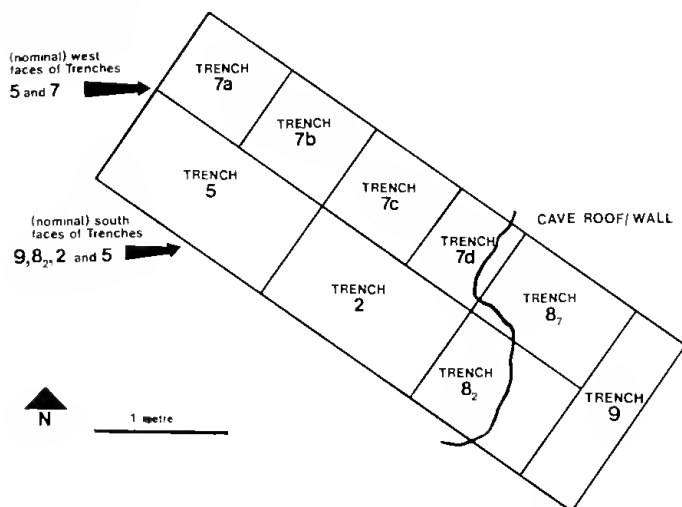 (nominal) west
faces of Trenches
5 and 7
TRENCH
7a
TRENCH
7b
TRENCH
5
TRENCH
7c
(nominal) south
faces of Trenches
9,8₂, 2 and 5
TRENCH
7d
CAVE ROOF/WALL
TRENCH
2
TRENCH
8₇
TRENCH
8₂
TRENCH
9
N
1 metre